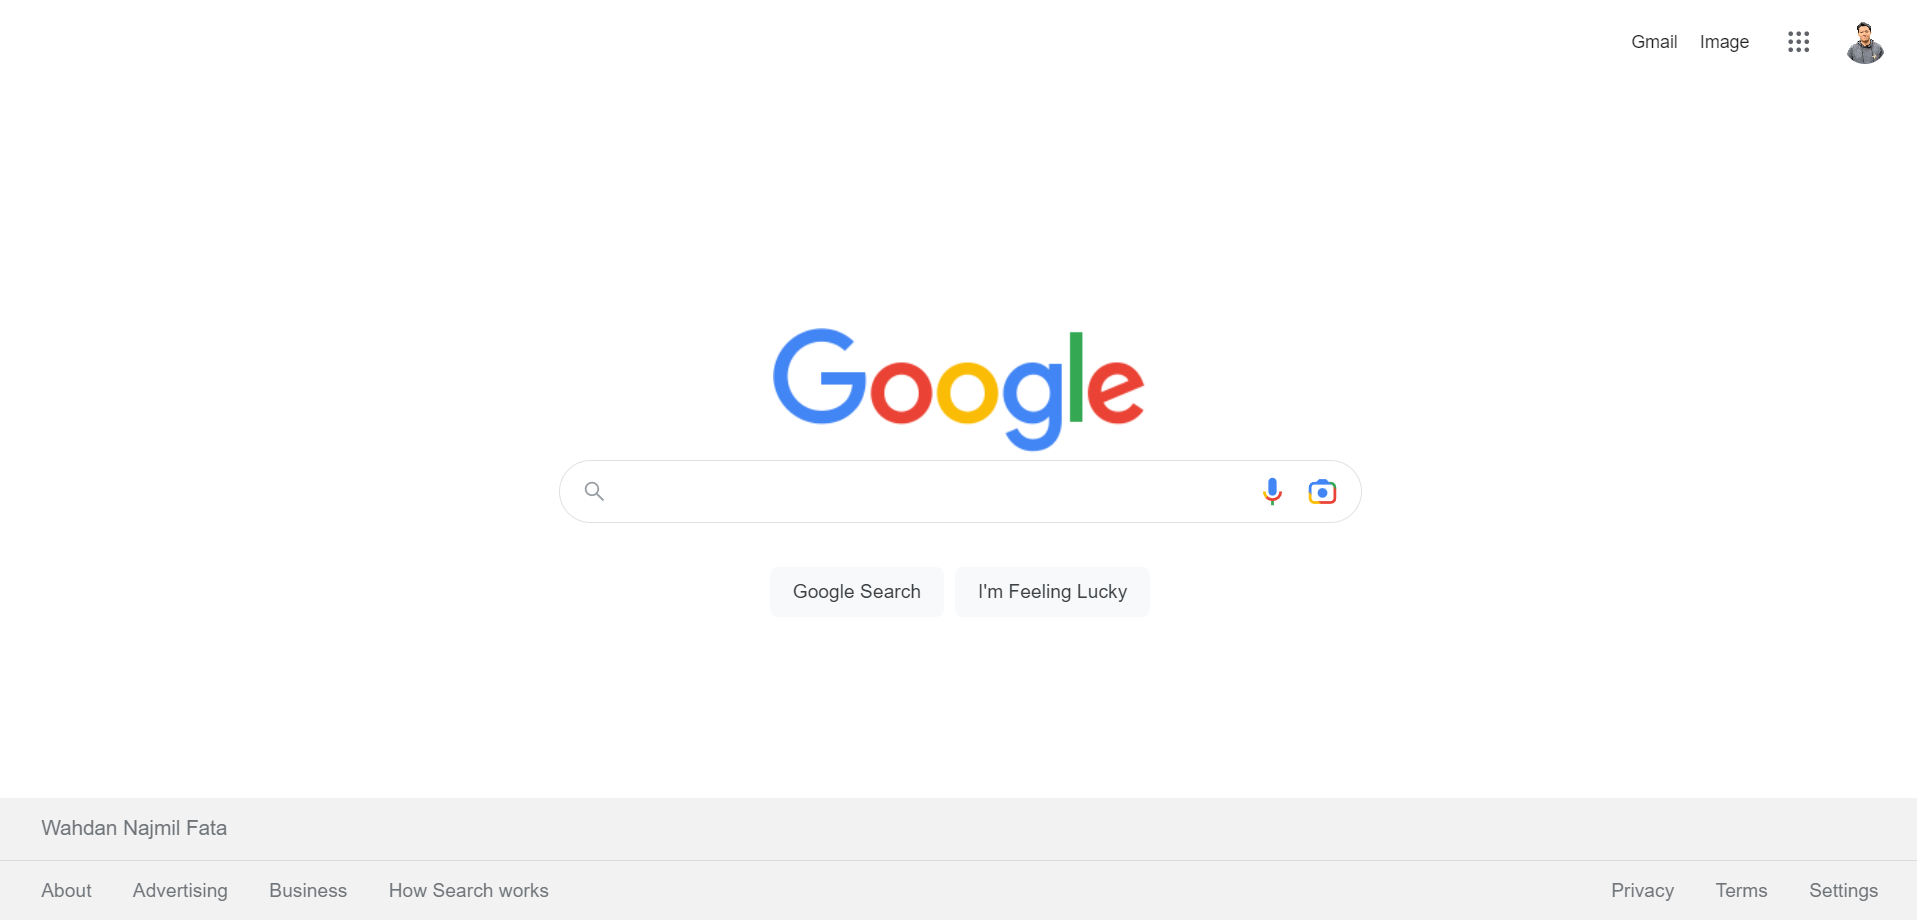 Gmail Image
Google
Google Search I'm Feeling Lucky
Wahdan Najmil Fata
About Advertising Business How Search works Privacy Terms Settings